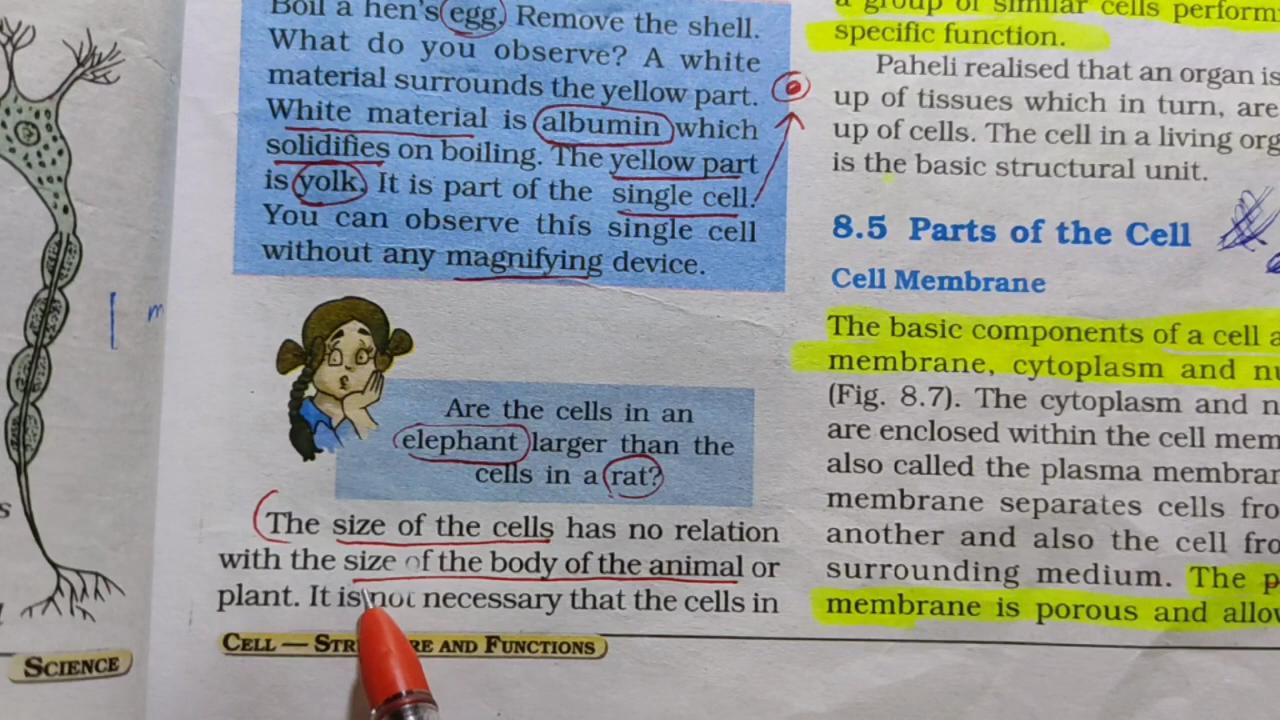 Boil a hen's egg. Remove the shell.
What do you observe? A white
material surrounds the yellow part.
White material is albumin which
solidifies on boiling. The yellow part
is yolk. It is part of the single cell.
You can observe this single cell
without any magnifying device.
Are the cells in an
elephant larger than the
cells in a rat?
The size of the cells has no relation
with the size of the body of the animal or
plant. It is not necessary that the cells in
CELL — STRUCTURE AND FUNCTIONS
SCIENCE
a group of similar cells perform
specific function.
Paheli realised that an organ is
up of tissues which in turn, are
up of cells. The cell in a living org
is the basic structural unit.
8.5 Parts of the Cell
Cell Membrane
The basic components of a cell a
membrane, cytoplasm and nu
(Fig. 8.7). The cytoplasm and n
are enclosed within the cell mem
also called the plasma membran
membrane separates cells fro
another and also the cell fro
surrounding medium. The p
membrane is porous and allow